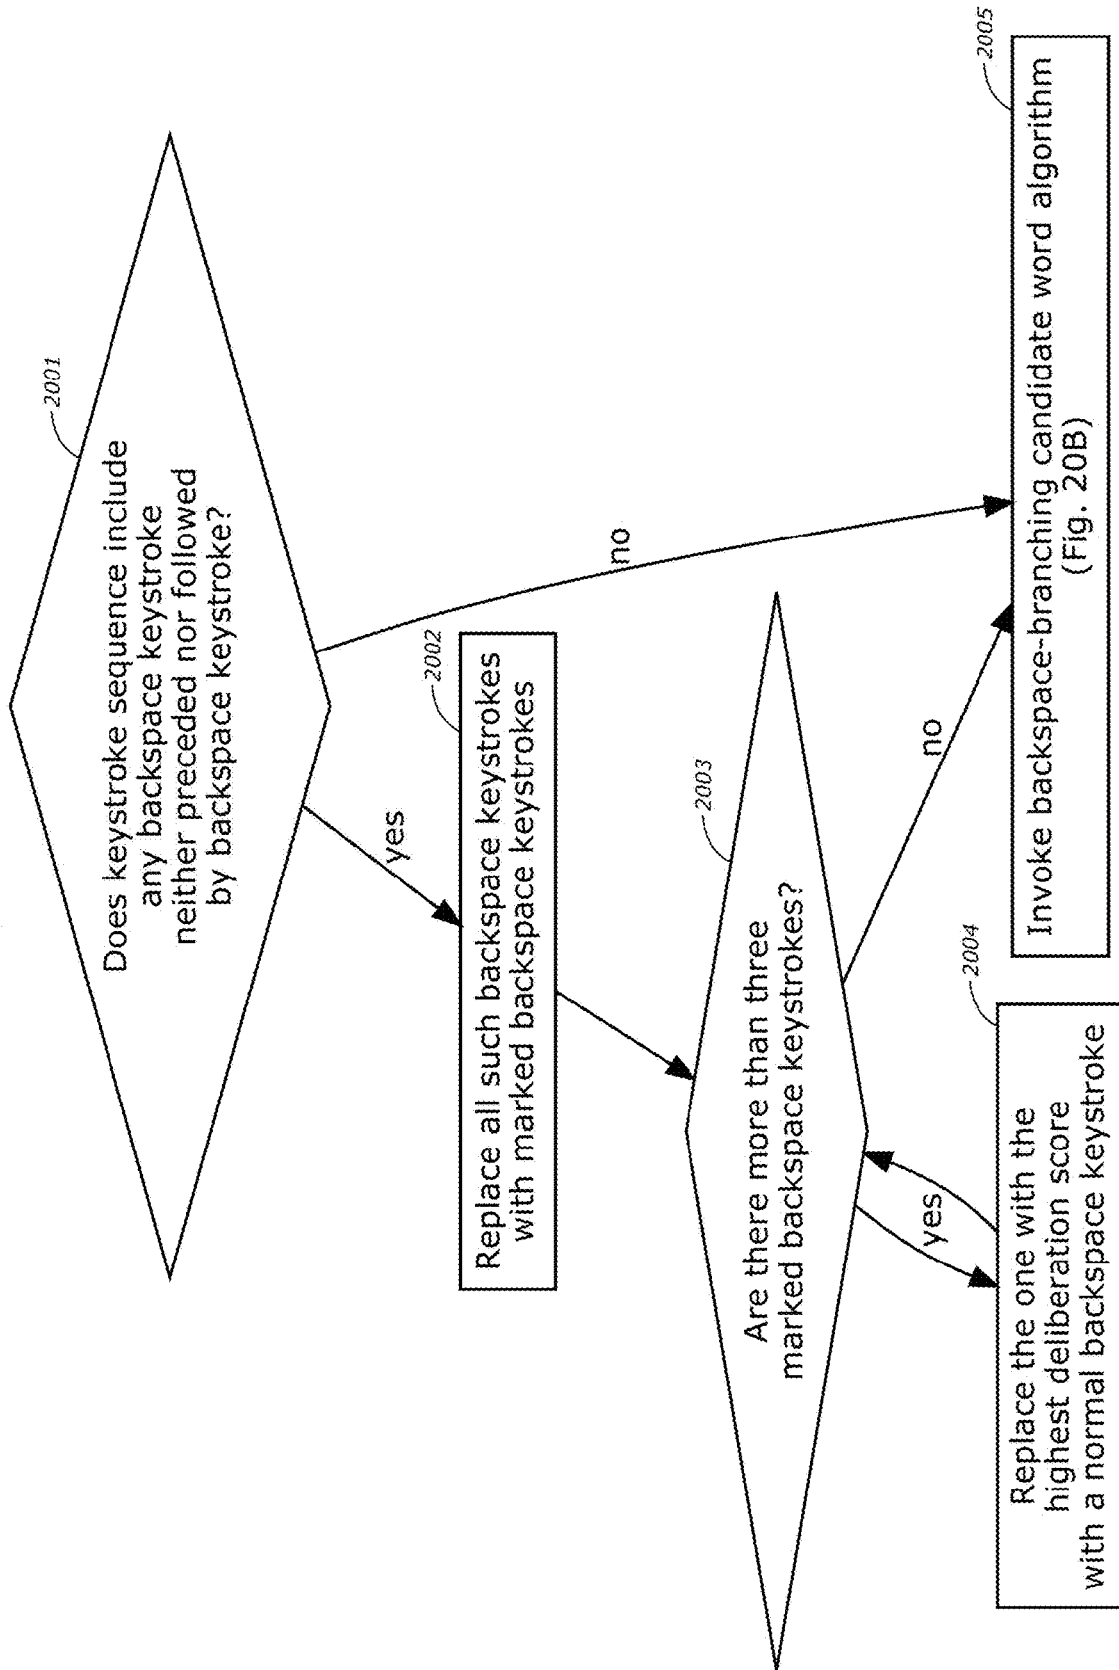 2001
Does keystroke sequence include
any backspace keystroke
neither preceded nor followed
by backspace keystroke?
yes
no
2002
Replace all such backspace keystrokes
with marked backspace keystrokes
2003
Are there more than three
marked backspace keystrokes?
yes
no
2004
Replace the one with the
highest deliberation score
with a normal backspace keystroke
2005
Invoke backspace-branching candidate word algorithm
(Fig. 20B)